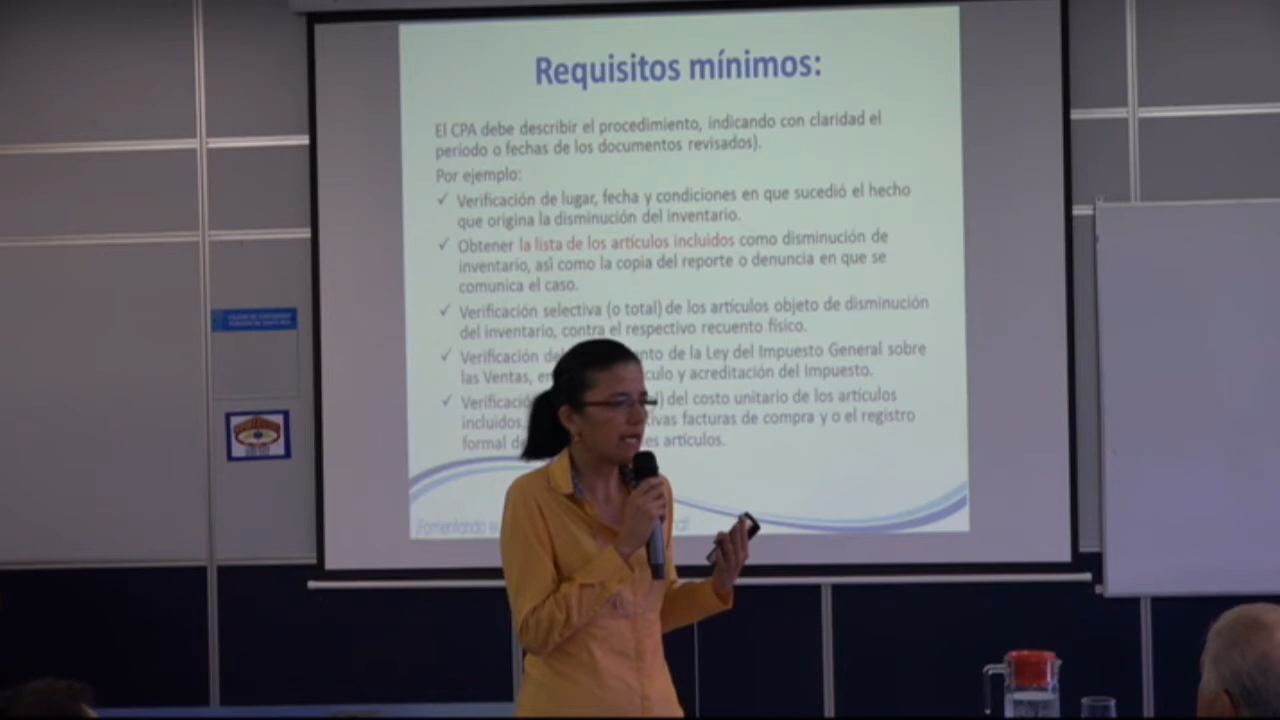 Requisitos mínimos:
El CPA debe describir el procedimiento, indicando con claridad el
periodo o fechas de los documentos revisados).
Por ejemplo:
✓ Verificación de lugar, fecha y condiciones en que sucedió el hecho
que origina la disminución del inventario.
✓ Obtener la lista de los artículos incluidos como disminución de
inventario, así como la copia del reporte o denuncia en que se
comunica el caso.
✓ Verificación selectiva (o total) de los artículos objeto de disminución
del inventario, contra el respectivo recuento físico.
✓ Verificación de la Ley del Impuesto General sobre
las Ventas, y acreditación del Impuesto.
✓ del costo unitario de los artículos
incluidos, facturas de compra y o el registro
formal artículos.
¡Fomentando